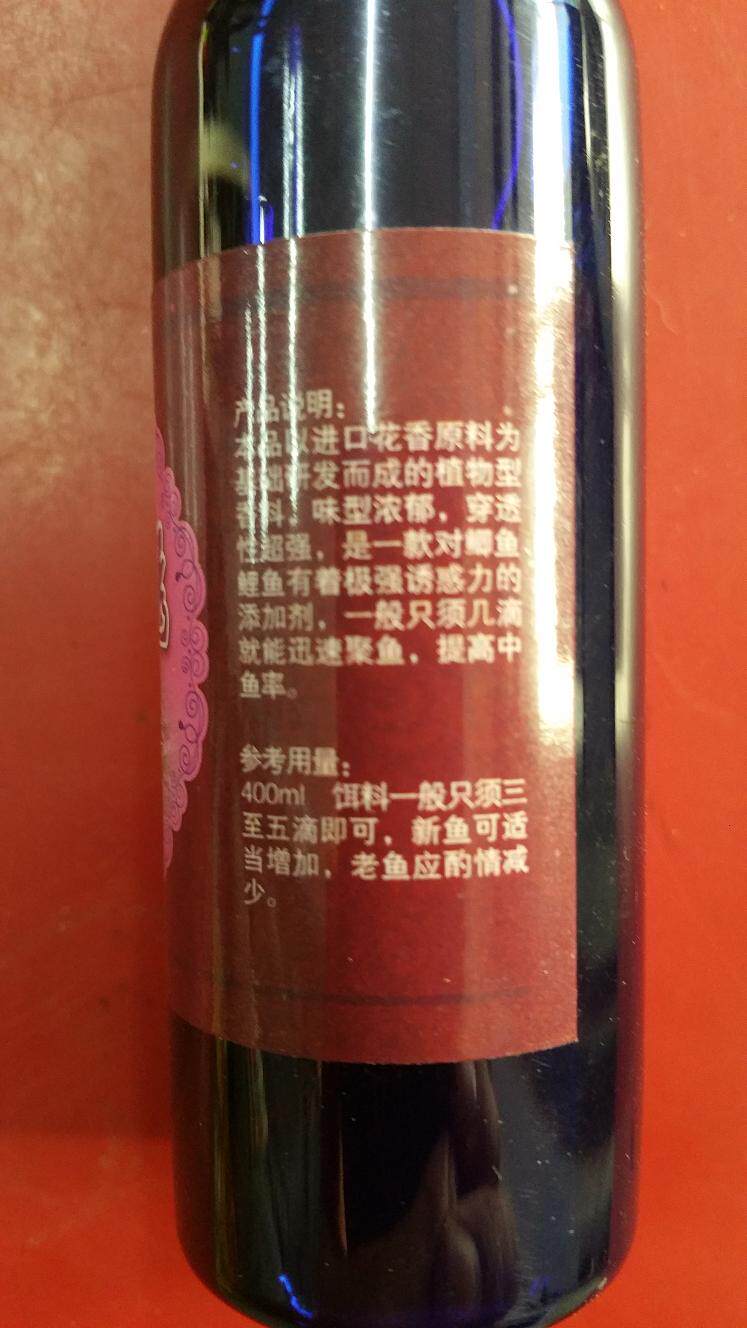 产品说明：
本品以进口花香原料为
基础研发而成的植物型
香料，味型浓郁，穿透
性超强，是一款对鲫鱼
鲤鱼有着极强诱惑力的
添加剂，一般只须几滴
就能迅速聚鱼，提高中
鱼率。
参考用量：
400ml 饵料一般只须三
至五滴即可，新鱼可适
当增加，老鱼应酌情减
少。